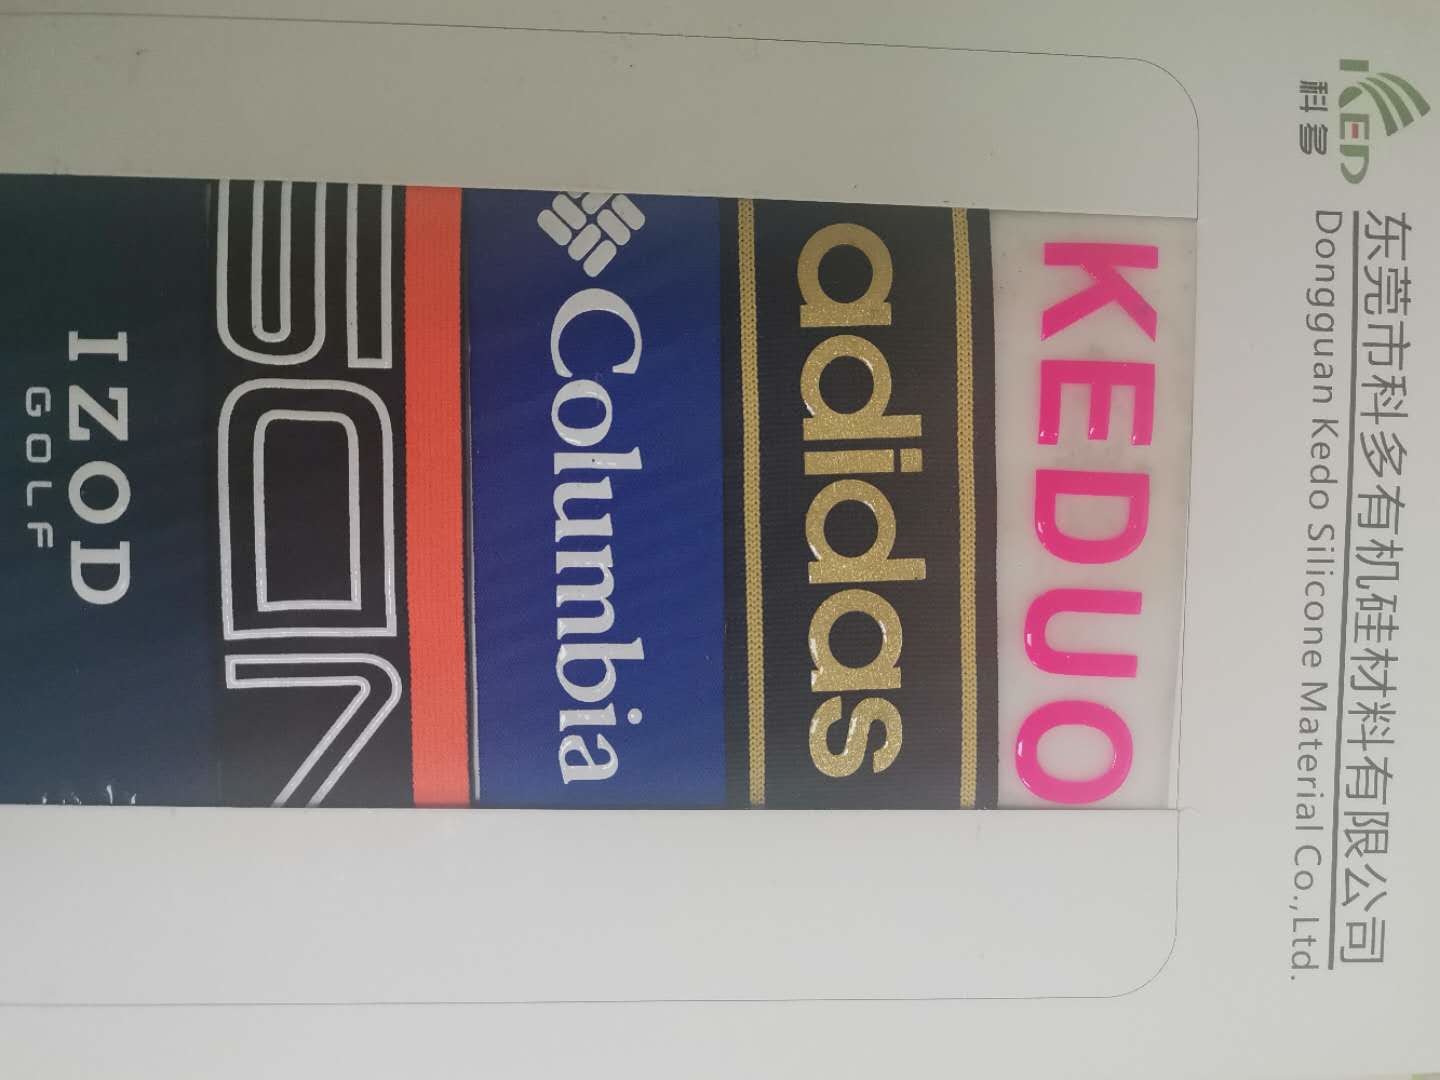 KED
科多
东莞市科多有机硅材料有限公司
Dongguan Kedo Silicone Material Co.,Ltd.
KEDUO
adidas
Columbia
IZOD
GOLF